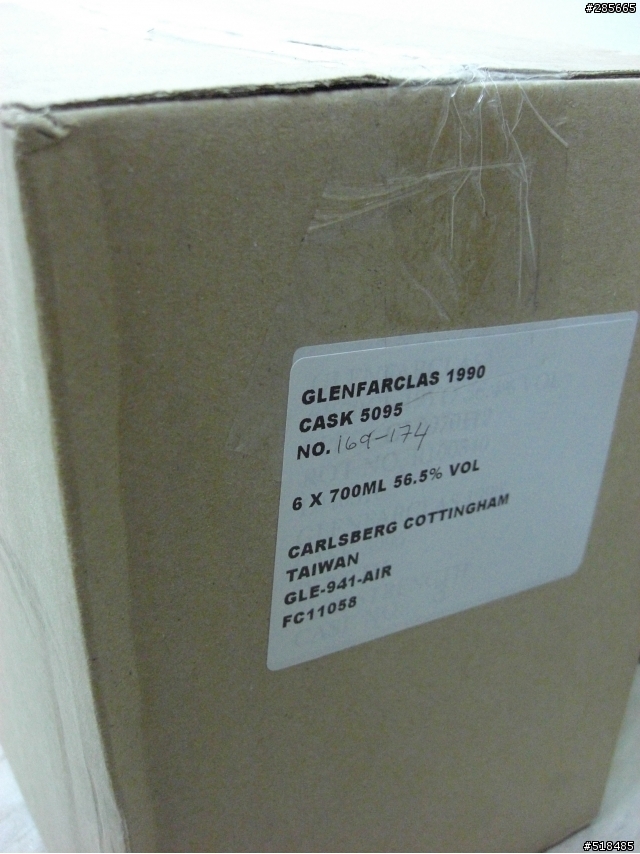 #285665
GLENFARCLAS 1990
CASK 5095
NO. 169-174
6 X 700ML 56.5% VOL
CARLSBERG COTTINGHAM
TAIWAN
GLE-941-AIR
FC11058
#518485